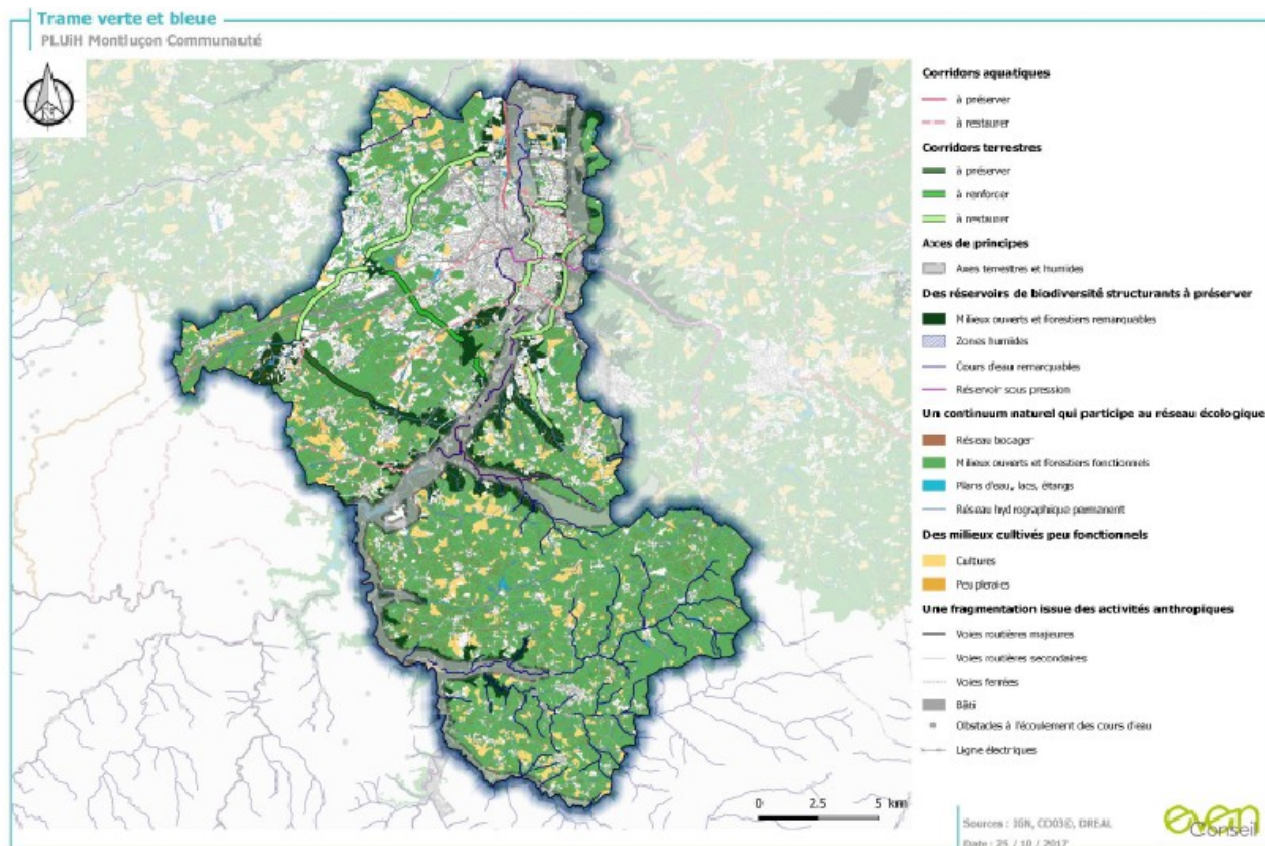 Trame verte et bleue
PLUiH Montluçon Communauté
Corridors aquatiques
à préserver
à restaurer
Corridors terrestres
à préserver
à renforcer
à restaurer
Axes de principes
Axes terrestres et humides
Des réservoirs de biodiversité structurants à préserver
Milieux ouverts et forestiers remarquables
Zones humides
Cours d'eau remarquables
Réservoir sous pression
Un continuum naturel qui participe au réseau écologique
Réseau bocager
Milieux ouverts et forestiers fonctionnels
Plans d'eau, lacs, étangs
Réseau hydrographique permanent
Des milieux cultivés peu fonctionnels
Cultures
Peupleraies
Une fragmentation issue des activités anthropiques
Voies routières majeures
Voies routières secondaires
Voies ferrées
Bâti
Obstacles à l'écoulement des cours d'eau
Ligne électriques
0 2.5 5 km
Sources : IGN, CD03©, DREAL
Date : 25 / 10 / 2017
even
Conseil